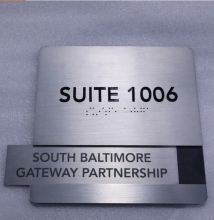 SUITE 1006
SOUTH BALTIMORE
GATEWAY PARTNERSHIP